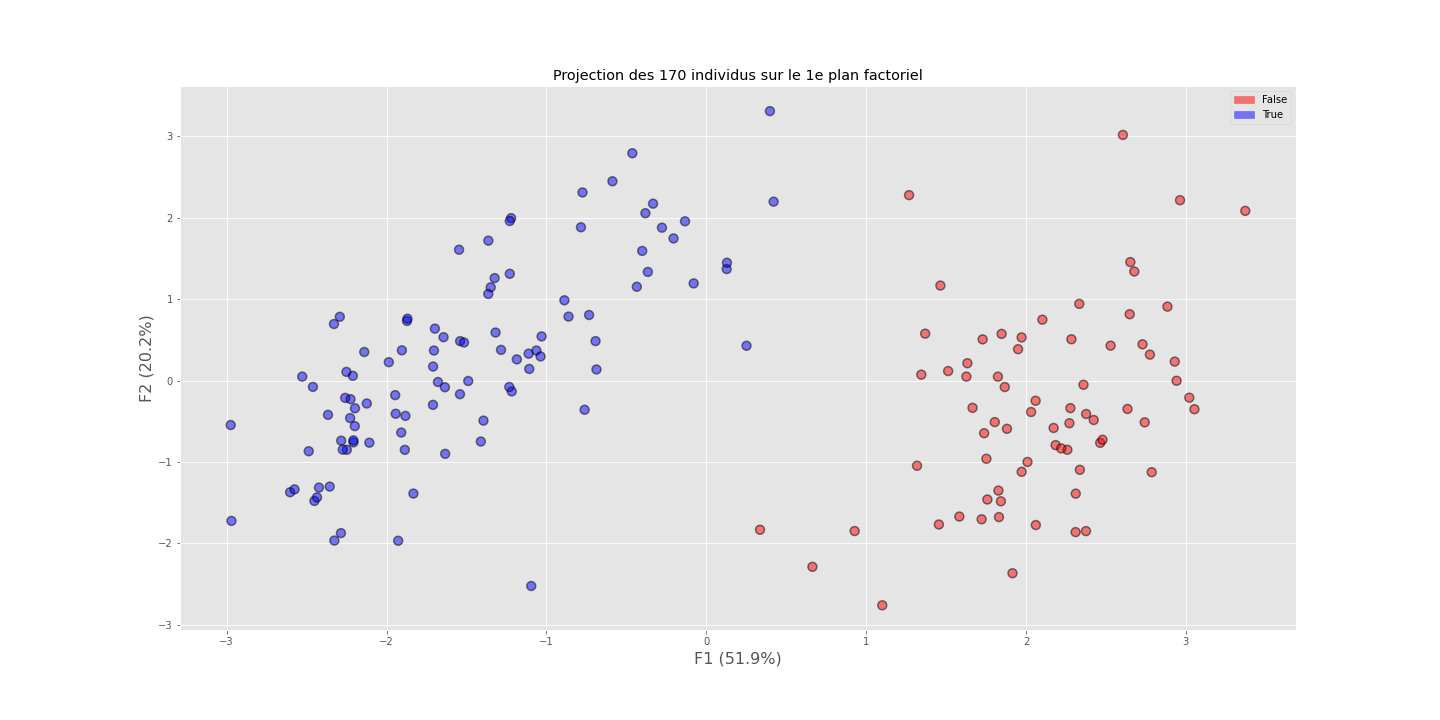 Projection des 170 individus sur le 1e plan factoriel
False
True
3
2
1
0
−1
−2
−3
F2 (20.2%)
−3 −2 −1 0 1 2 3
F1 (51.9%)